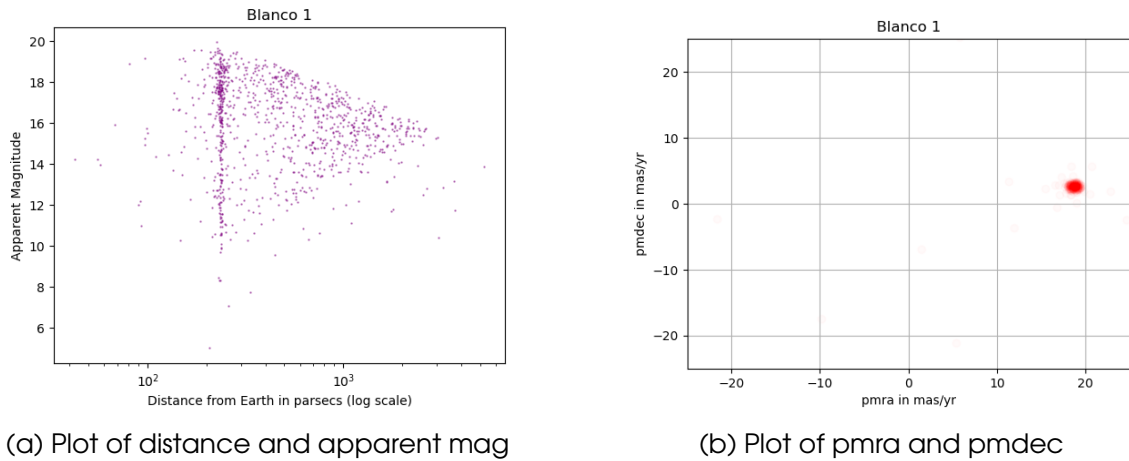 Blanco 1
20
18
16
14
12
10
8
6
Apparent Magnitude
10²
10³
Distance from Earth in parsecs (log scale)
(a) Plot of distance and apparent mag
Blanco 1
20
10
0
−10
−20
pmdec in mas/yr
−20
−10
0
10
20
pmra in mas/yr
(b) Plot of pmra and pmdec